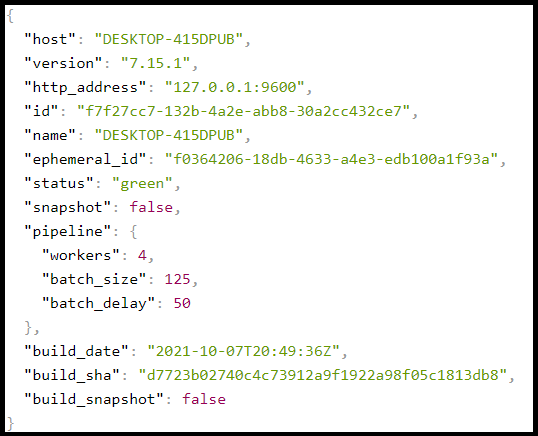 {
  "host": "DESKTOP-415DPUB",
  "version": "7.15.1",
  "http_address": "127.0.0.1:9600",
  "id": "f7f27cc7-132b-4a2e-abb8-30a2cc432ce7",
  "name": "DESKTOP-415DPUB",
  "ephemeral_id": "f0364206-18db-4633-a4e3-edb100a1f93a",
  "status": "green",
  "snapshot": false,
  "pipeline": {
    "workers": 4,
    "batch_size": 125,
    "batch_delay": 50
  },
  "build_date": "2021-10-07T20:49:36Z",
  "build_sha": "d7723b02740c4c73912a9f1922a98f05c1813db8",
  "build_snapshot": false
}